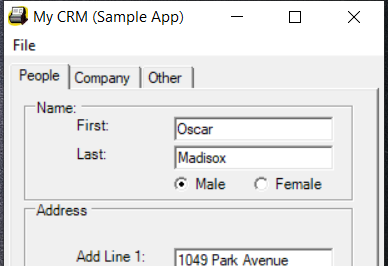 My CRM (Sample App)
File
People Company Other
Name:
First: Oscar
Last: Madisox
Male Female
Address
Add Line 1: 1049 Park Avenue